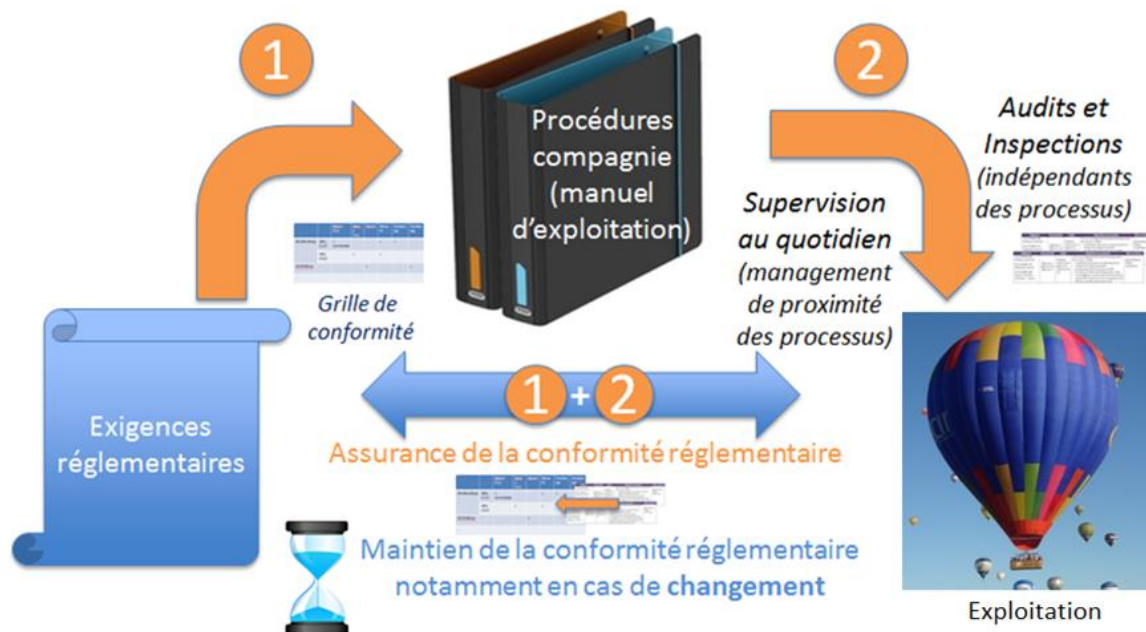 1
2
Procédures
compagnie
(manuel
d'exploitation)
Audits et
Inspections
(indépendants
des processus)
Supervision
au quotidien
(management
de proximité
des processus)
Grille de
conformité
Exigences
réglementaires
1 + 2
Assurance de la conformité réglementaire
Maintien de la conformité réglementaire
notamment en cas de changement
Exploitation